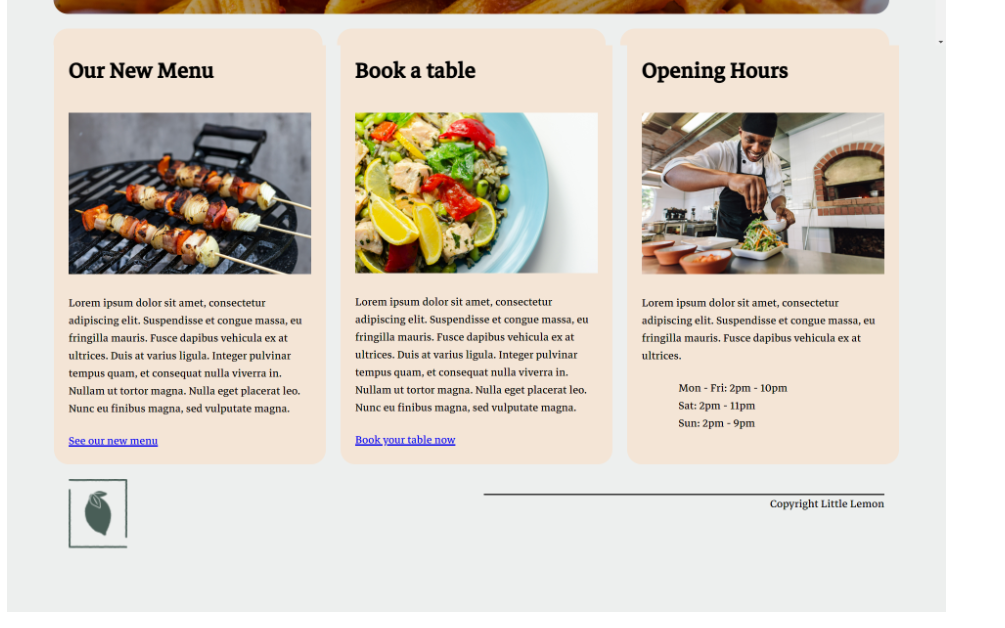 Our New Menu
Lorem ipsum dolor sit amet, consectetur
adipiscing elit. Suspendisse et congue massa, eu
fringilla mauris. Fusce dapibus vehicula ex at
ultrices. Duis at varius ligula. Integer pulvinar
tempus quam, et consequat nulla viverra in.
Nullam ut tortor magna. Nulla eget placerat leo.
Nunc eu finibus magna, sed vulputate magna.
See our new menu
Book a table
Lorem ipsum dolor sit amet, consectetur
adipiscing elit. Suspendisse et congue massa, eu
fringilla mauris. Fusce dapibus vehicula ex at
ultrices. Duis at varius ligula. Integer pulvinar
tempus quam, et consequat nulla viverra in.
Nullam ut tortor magna. Nulla eget placerat leo.
Nunc eu finibus magna, sed vulputate magna.
Book your table now
Opening Hours
Lorem ipsum dolor sit amet, consectetur
adipiscing elit. Suspendisse et congue massa, eu
fringilla mauris. Fusce dapibus vehicula ex at
ultrices.
Mon - Fri: 2pm - 10pm
Sat: 2pm - 11pm
Sun: 2pm - 9pm
Copyright Little Lemon